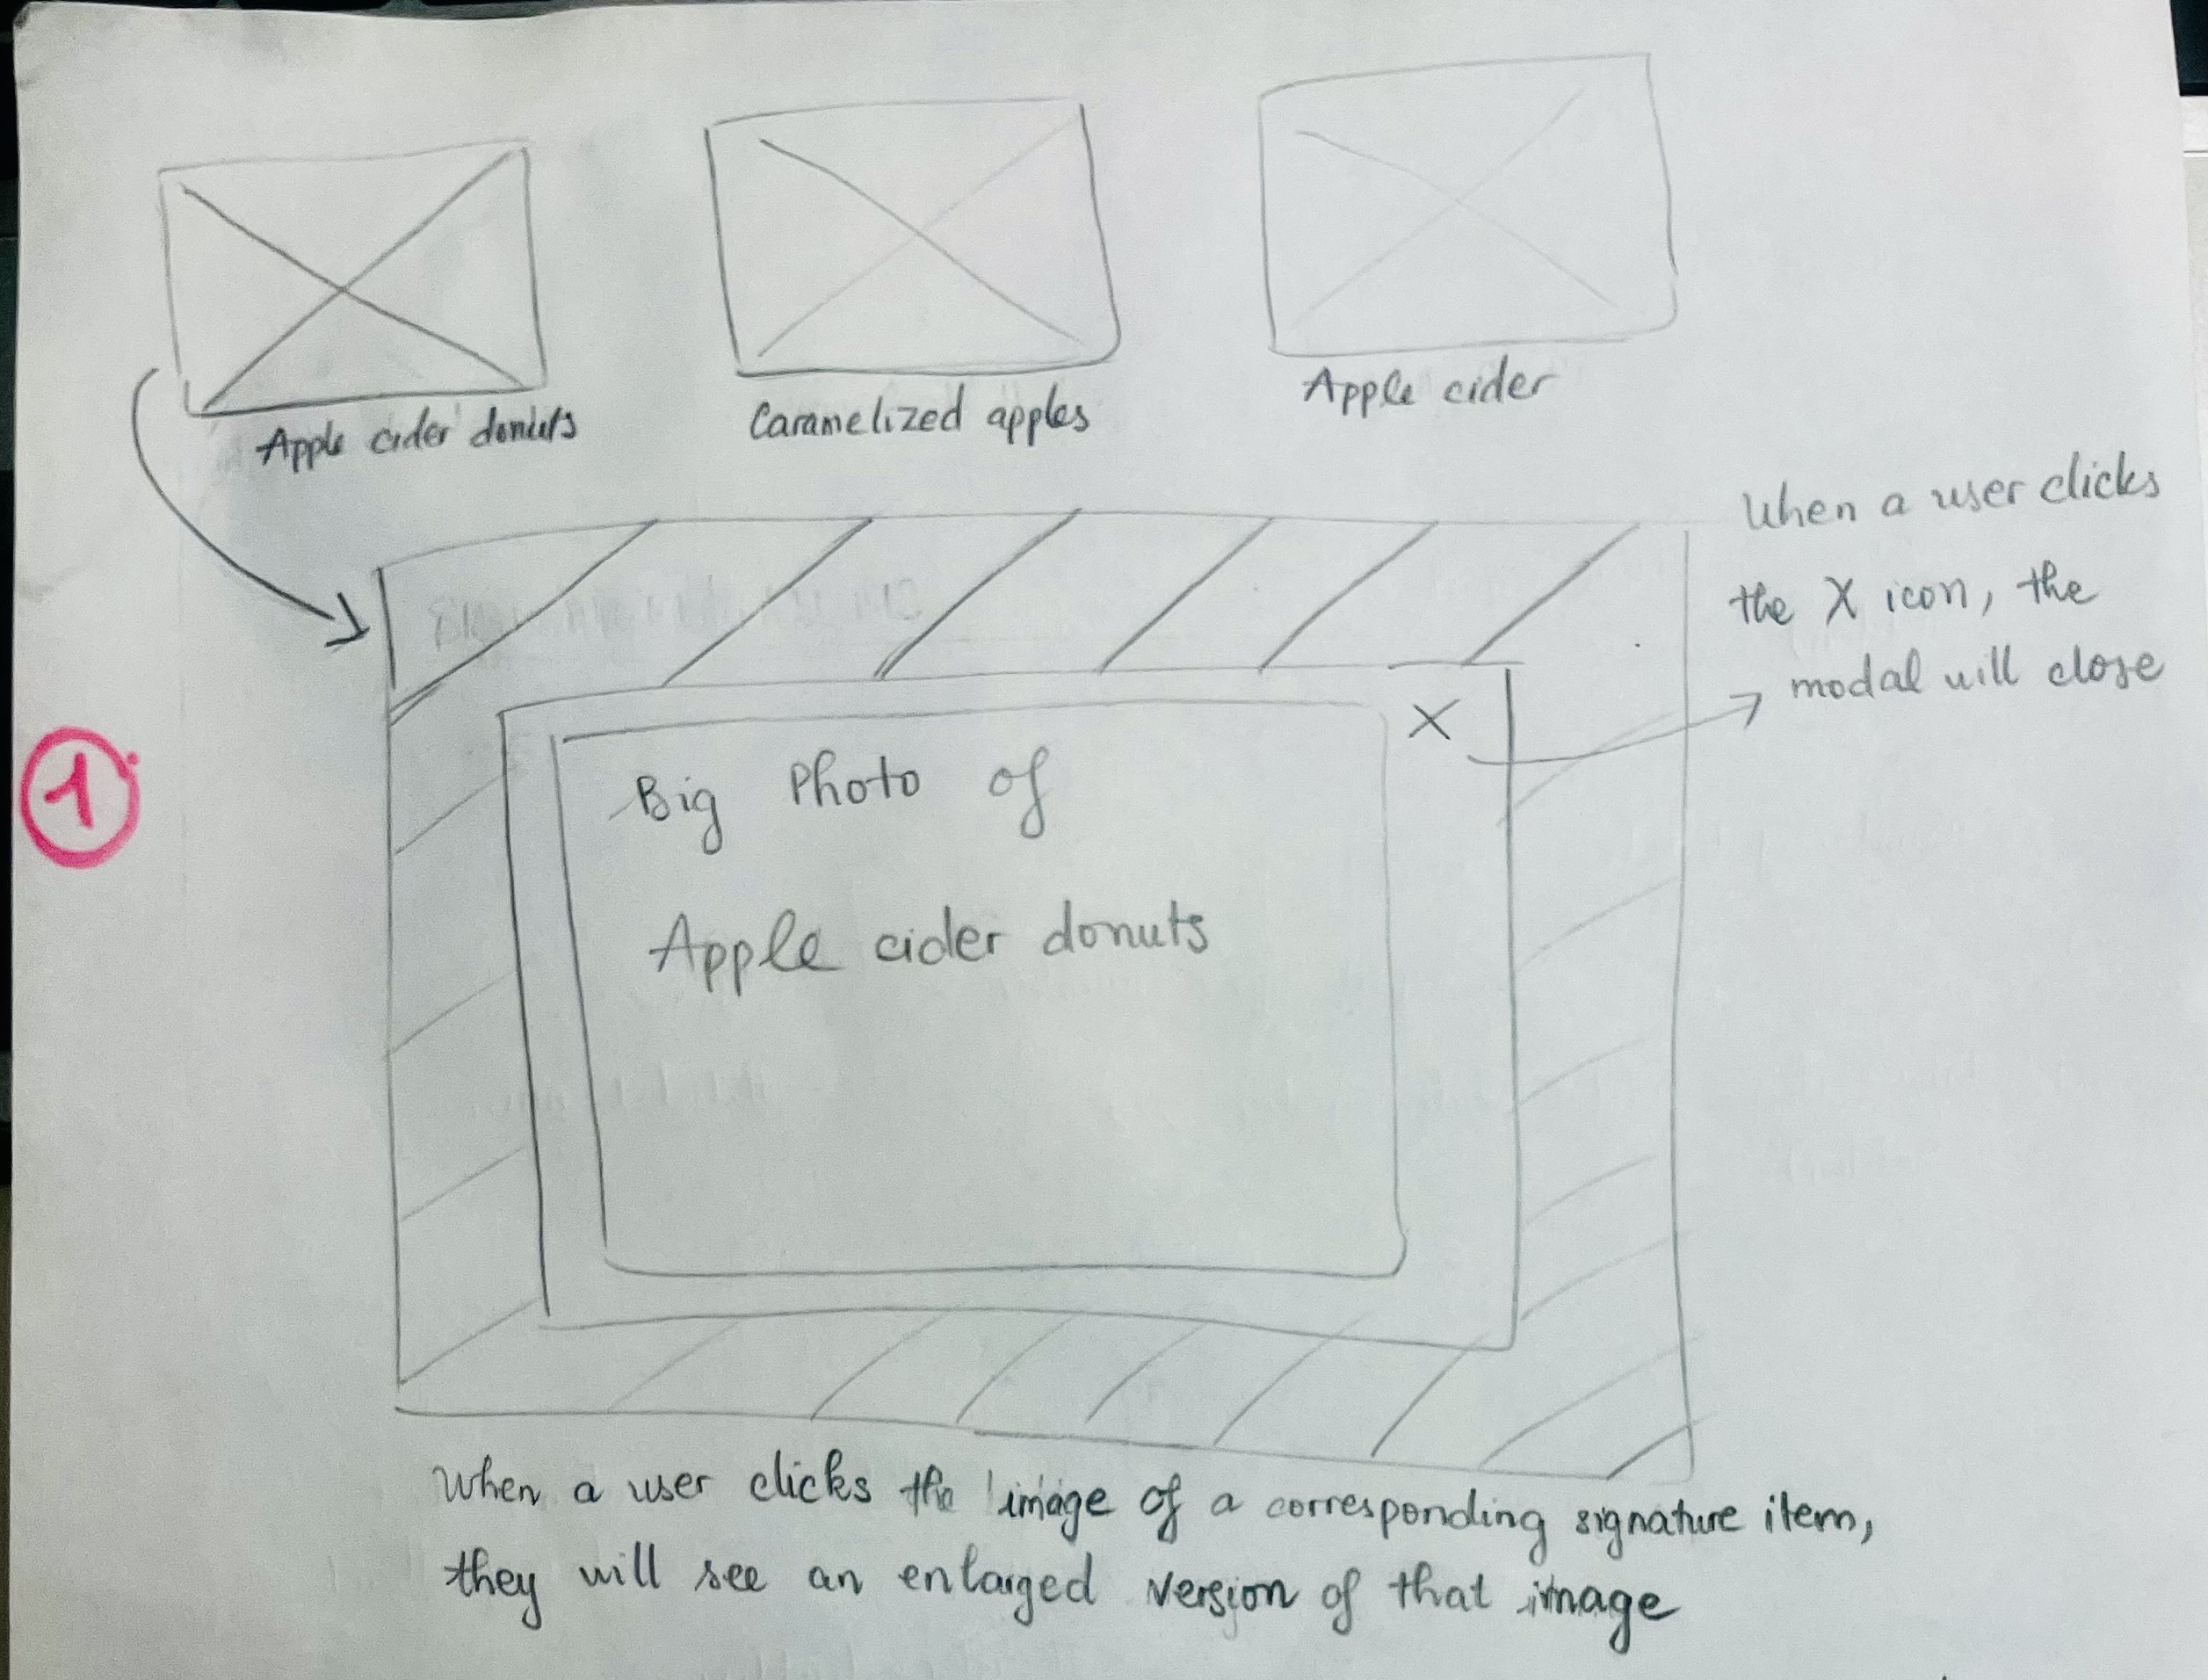 Apple cider donuts
Caramelized apples
Apple cider
When a user clicks
the X icon, the
modal will close
X
1
Big Photo of
Apple cider donuts
When a user clicks the image of a corresponding signature item,
they will see an enlarged version of that image